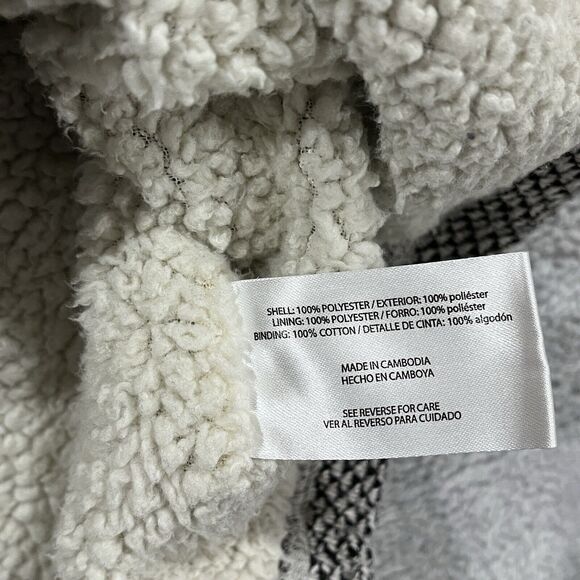 SHELL: 100% POLYESTER / EXTERIOR: 100% poliéster
LINING: 100% POLYESTER / FORRO: 100% poliéster
BINDING: 100% COTTON / DETALLE DE CINTA: 100% algodón
MADE IN CAMBODIA
HECHO EN CAMBOYA
SEE REVERSE FOR CARE
VER AL REVERSO PARA CUIDADO